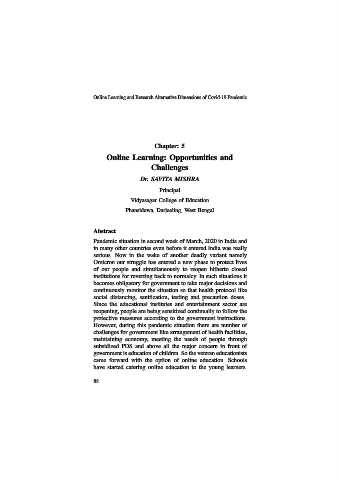 Online Learning and Research Alternative Dimensions of Covid-19 Pandemic
Chapter: 5
Online Learning: Opportunities and
Challenges
Dr. SAVITA MISHRA
Principal
Vidyasagar College of Education
Phansidewa, Darjeeling, West Bengal
Abstract
Pandemic situation in second week of March, 2020 in India and
in many other countries even before it entered India was really
serious. Now in the wake of another deadly variant namely
Omicron our struggle has entered a new phase to protect lives
of our people and simultaneously to reopen hitherto closed
institutions for reverting back to normalcy. In such situations it
becomes obligatory for government to take major decisions and
continuously monitor the situation so that health protocol like
social distancing, sanitization, testing and precaution doses.
Since the educational institutes and entertainment sector are
reopening, people are being sensitized continually to follow the
protective measures according to the government instructions.
However, during this pandemic situation there are number of
challenges for government like arrangement of health facilities,
maintaining economy, meeting the needs of people through
subsidized PDS and above all the major concern in front of
government is education of children. So the veteran educationists
came forward with the option of online education. Schools
have started catering online education to the young learners.